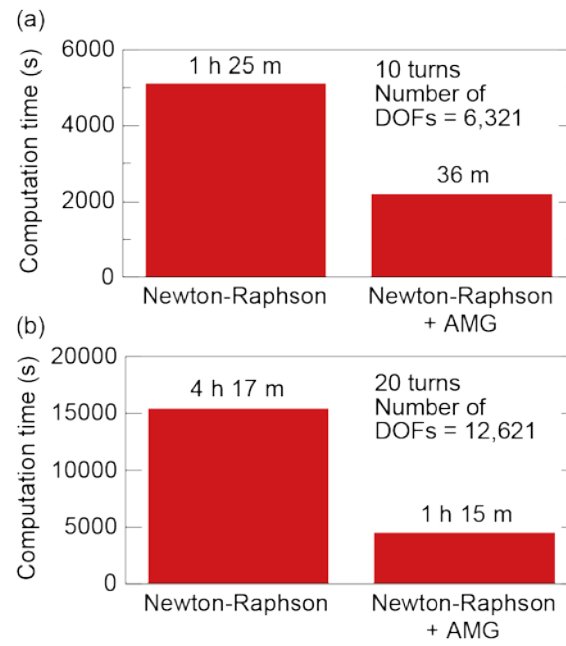 (a)
Computation time (s)
6000
4000
2000
0
1 h 25 m
36 m
10 turns
Number of
DOFs = 6,321
Newton-Raphson
Newton-Raphson
+ AMG
(b)
Computation time (s)
20000
15000
10000
5000
0
4 h 17 m
1 h 15 m
20 turns
Number of
DOFs = 12,621
Newton-Raphson
Newton-Raphson
+ AMG